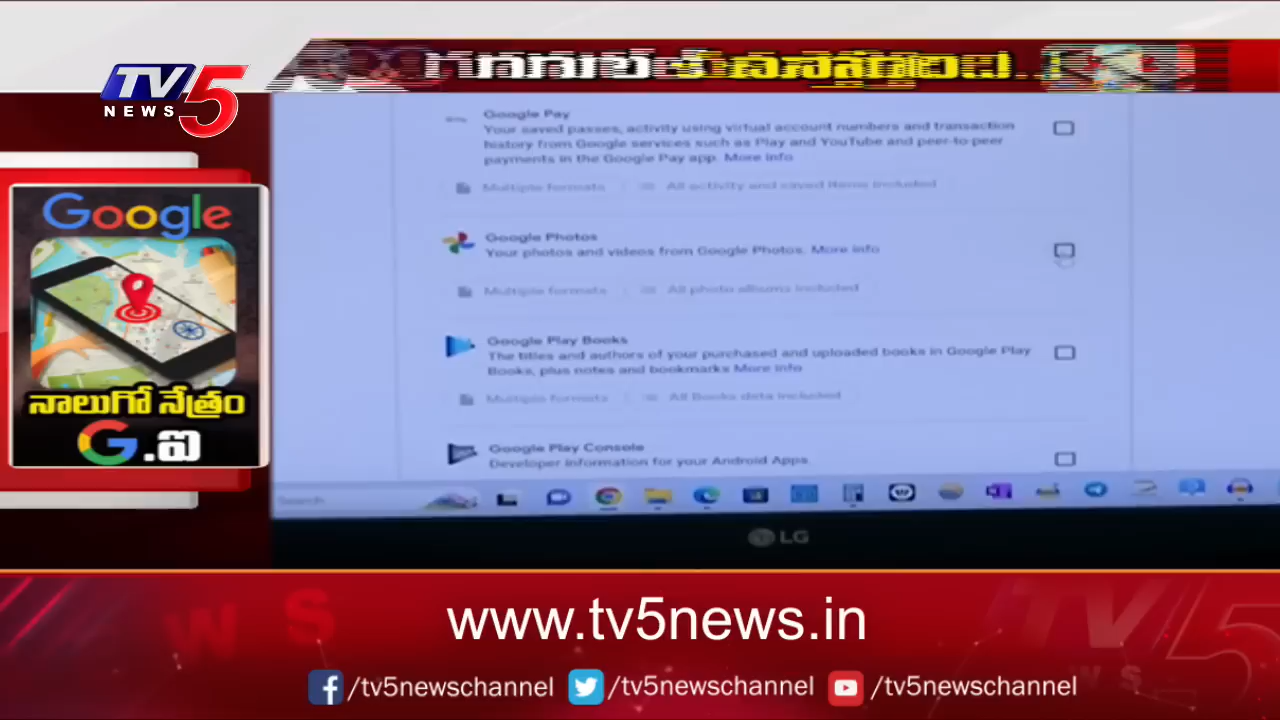 TV5
NEWS
Google
నాలుగో నేత్రం
G.ఐ
Google Pay
Your saved passes, activity using virtual account numbers and transaction
history from Google services such as Play and YouTube and peer-to-peer
payments in the Google Pay app. More info
Multiple formats
All activity and saved items included
Google Photos
Your photos and videos from Google Photos. More info
Multiple formats
All photo albums included
Google Play Books
The titles and authors of your purchased and uploaded books in Google Play
Books, plus notes and bookmarks More info
Multiple formats
All Books data included
Google Play Console
Developer information for your Android Apps.
Search
LG
www.tv5news.in
/tv5newschannel
/tv5newschannel
/tv5newschannel